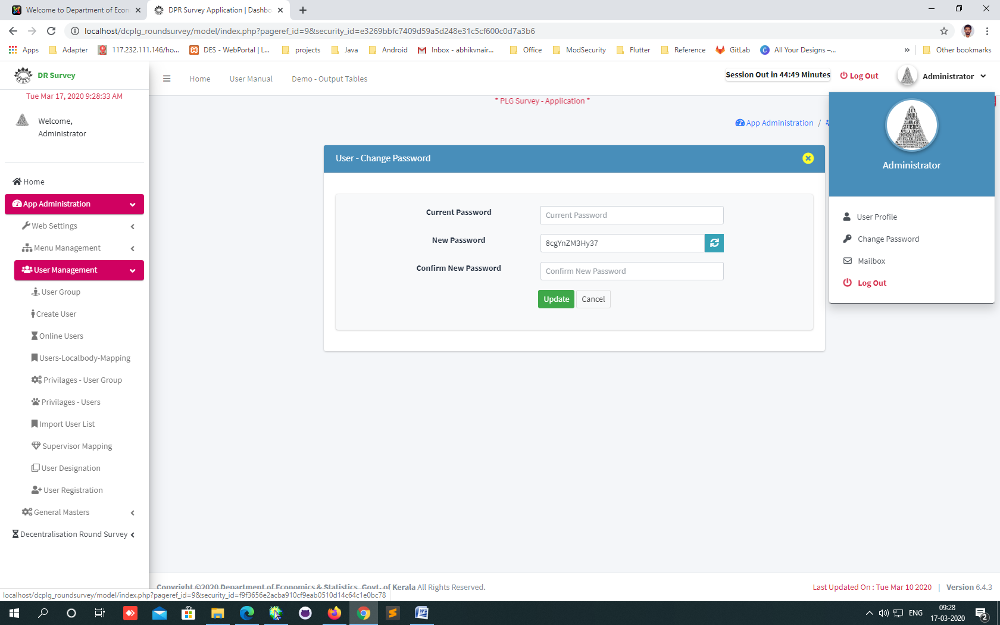 Welcome to Department of Econ
DPR Survey Application | Dashbo
localhost/dcplg_roundsurvey/model/index.php?pageref_id=9&security_id=e3269bbfc7409d59a5d248e31c5cf600c0d7a3b6
Apps
Adapter
117.232.111.146/ho...
DES - WebPortal | L...
projects
Java
Android
Inbox - abhikvnair...
Office
ModSecurity
Flutter
Reference
GitLab
All Your Designs –...
»
Other bookmarks
DR Survey
Home
User Manual
Demo - Output Tables
Session Out in 44:49 Minutes
Log Out
Administrator
Tue Mar 17, 2020 9:28:33 AM
* PLG Survey - Application *
Welcome,
Administrator
App Administration /
User - Change Password
Administrator
Home
App Administration
Web Settings
Menu Management
User Management
User Group
Create User
Online Users
Users-Localbody-Mapping
Privilages - User Group
Privilages - Users
Import User List
Supervisor Mapping
User Designation
User Registration
General Masters
Decentralisation Round Survey
Current Password
Current Password
New Password
8cgYnZM3Hy37
Confirm New Password
Confirm New Password
Update
Cancel
User Profile
Change Password
Mailbox
Log Out
Copyright ©2020 Department of Economics & Statistics, Govt. of Kerala All Rights Reserved.
Last Updated On : Tue Mar 10 2020 | Version 6.4.3
localhost/dcplg_roundsurvey/model/index.php?pageref_id=9&security_id=f9f3656e2acba910cf9eab0510d14c64c1e0bc78
ENG
09:28
17-03-2020
2